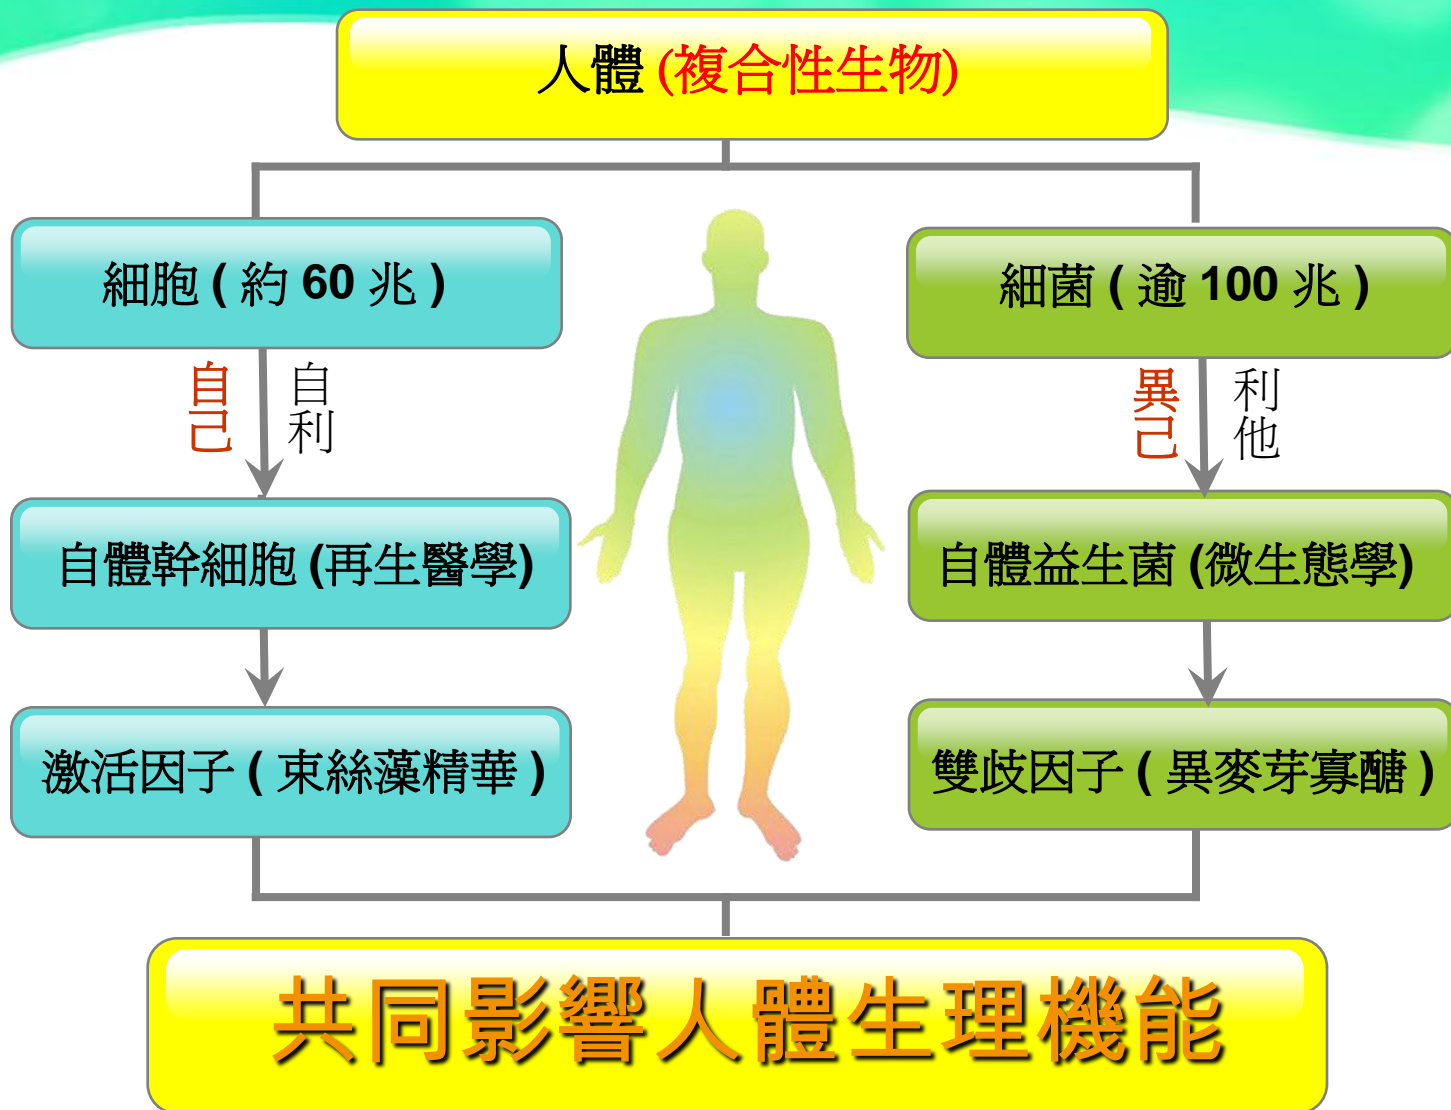 人體 (複合性生物)
細胞 ( 約 60 兆 )
細菌 ( 逾 100 兆 )
自己
自利
異己
利他
自體幹細胞 (再生醫學)
自體益生菌 (微生態學)
激活因子 ( 束絲藻精華 )
雙歧因子 ( 異麥芽寡醣 )
共同影響人體生理機能